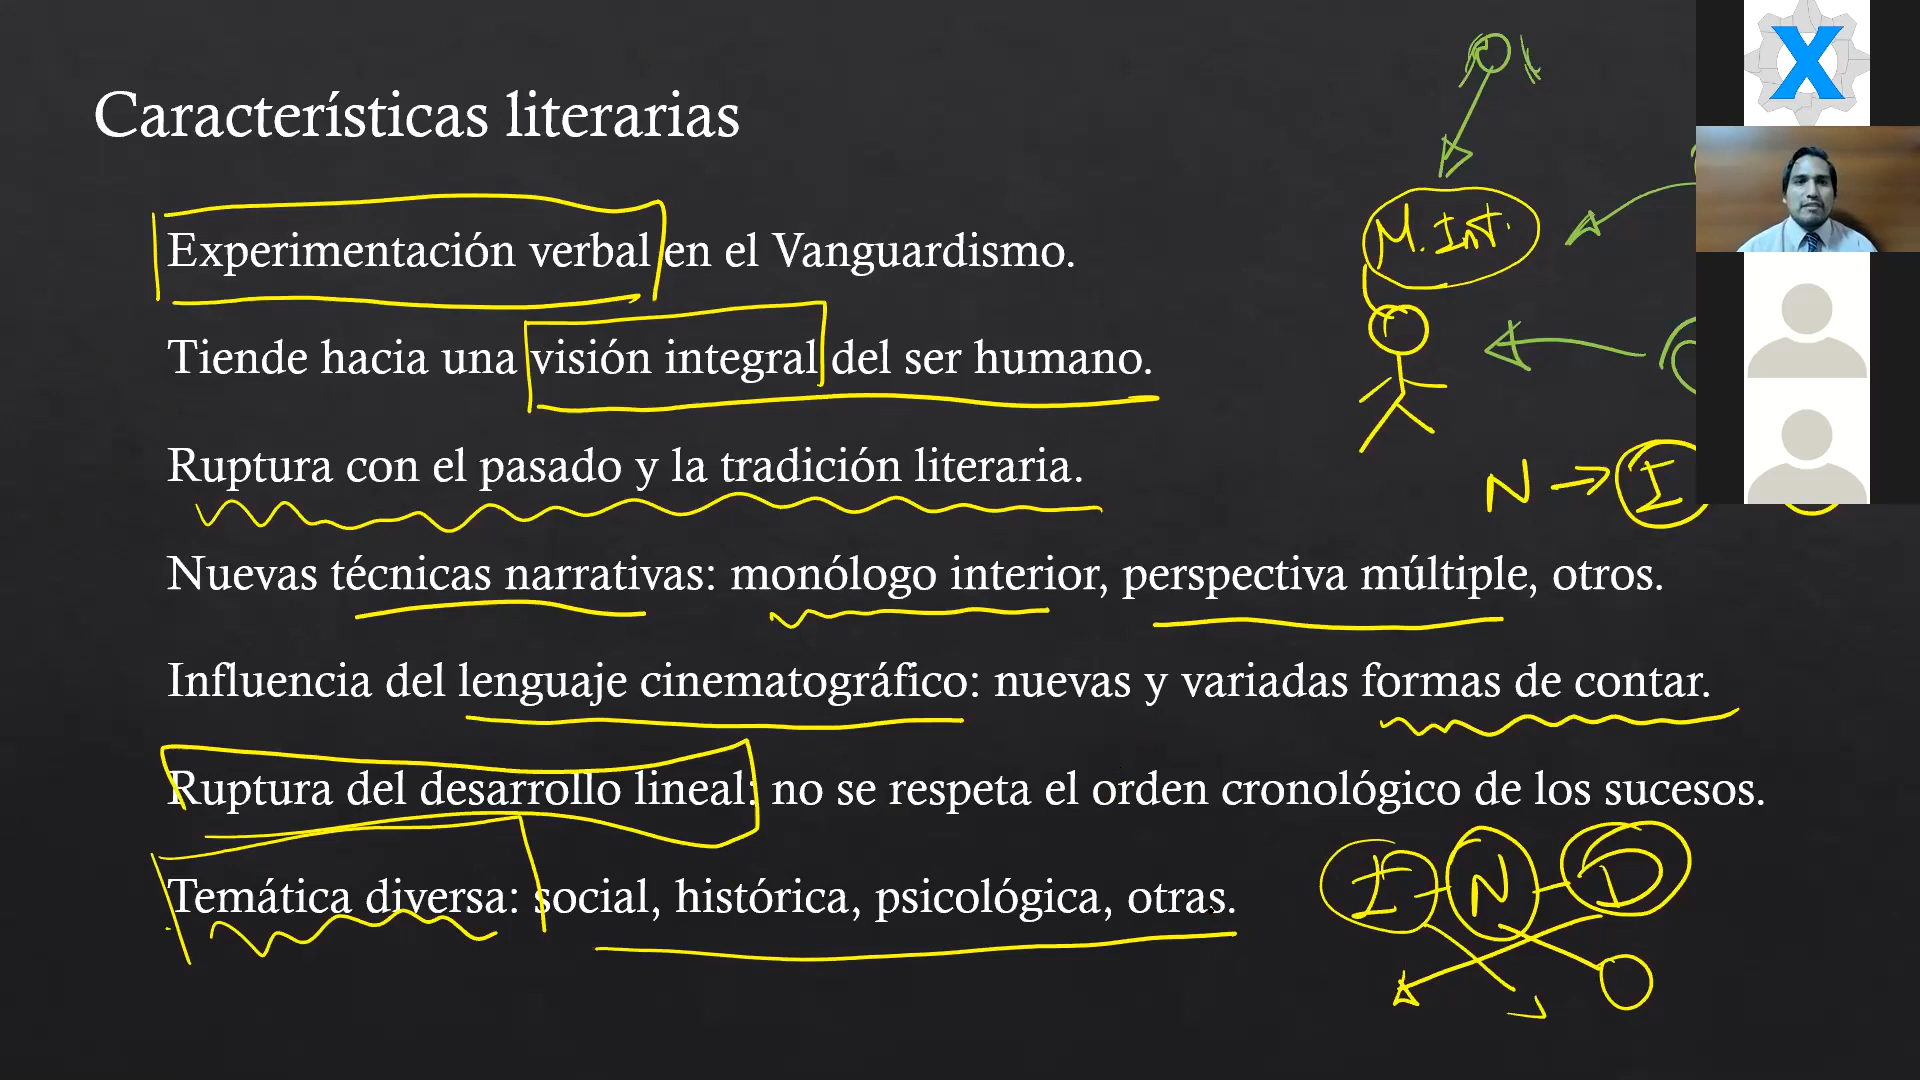 Características literarias
Experimentación verbal en el Vanguardismo.
Tiende hacia una visión integral del ser humano.
Ruptura con el pasado y la tradición literaria.
Nuevas técnicas narrativas: monólogo interior, perspectiva múltiple, otros.
Influencia del lenguaje cinematográfico: nuevas y variadas formas de contar.
Ruptura del desarrollo lineal: no se respeta el orden cronológico de los sucesos.
Temática diversa: social, histórica, psicológica, otras.
M. Int.
N → I
I - N - D
X